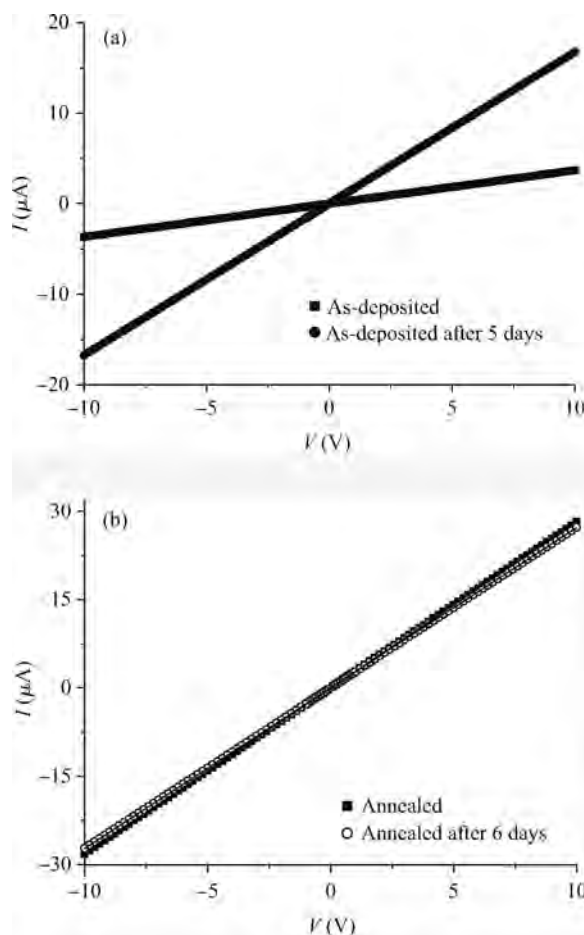 (a)
20
10
0
−10
−20
I (μA)
■ As-deposited
● As-deposited after 5 days
−10 −5 0 5 10
V (V)
(b)
30
15
0
−15
−30
I (μA)
■ Annealed
○ Annealed after 6 days
−10 −5 0 5 10
V (V)